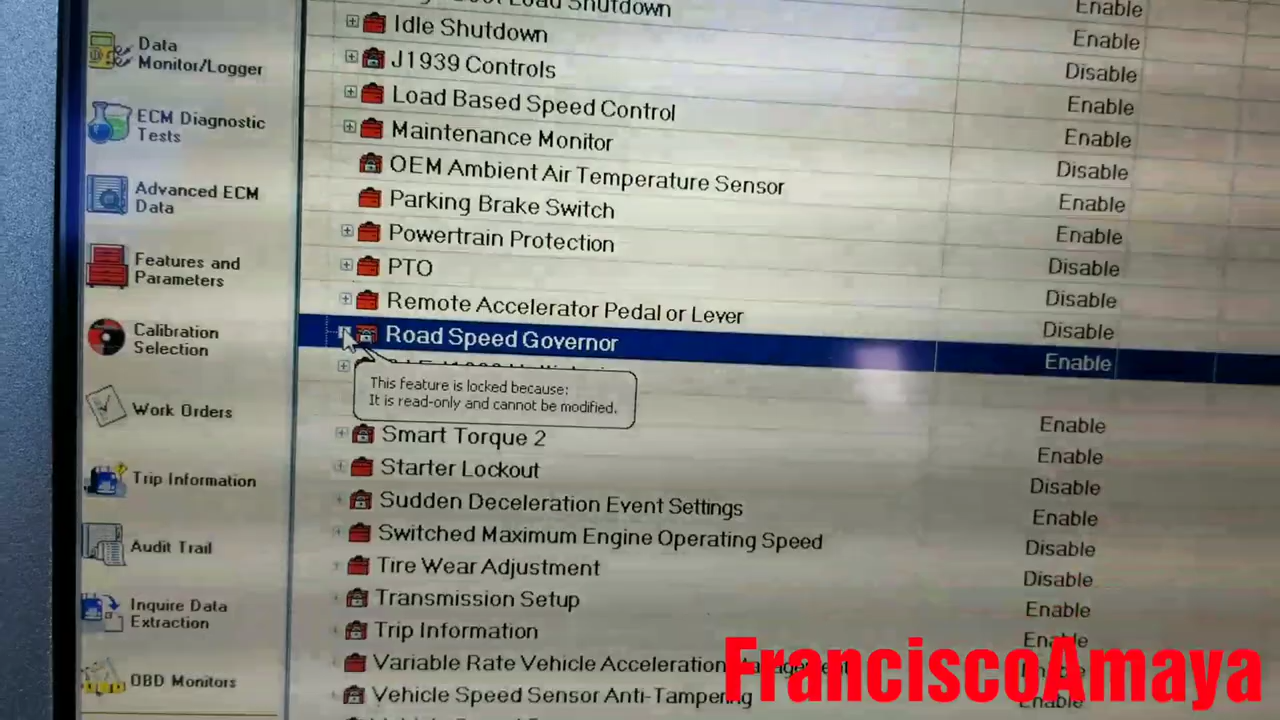 Load Shutdown
Enable
Idle Shutdown
Enable
J1939 Controls
Disable
Load Based Speed Control
Enable
Maintenance Monitor
Enable
OEM Ambient Air Temperature Sensor
Disable
Parking Brake Switch
Enable
Powertrain Protection
Enable
PTO
Disable
Remote Accelerator Pedal or Lever
Disable
Road Speed Governor
Disable
Enable
This feature is locked because:
It is read-only and cannot be modified.
Smart Torque 2
Enable
Starter Lockout
Enable
Sudden Deceleration Event Settings
Disable
Switched Maximum Engine Operating Speed
Enable
Tire Wear Adjustment
Disable
Transmission Setup
Disable
Trip Information
Enable
Variable Rate Vehicle Acceleration Management
Enable
Vehicle Speed Sensor Anti-Tampering
Enable
Data
Monitor/Logger
ECM Diagnostic
Tests
Advanced ECM
Data
Features and
Parameters
Calibration
Selection
Work Orders
Trip Information
Audit Trail
Inquire Data
Extraction
OBD Monitors
FranciscoAmaya